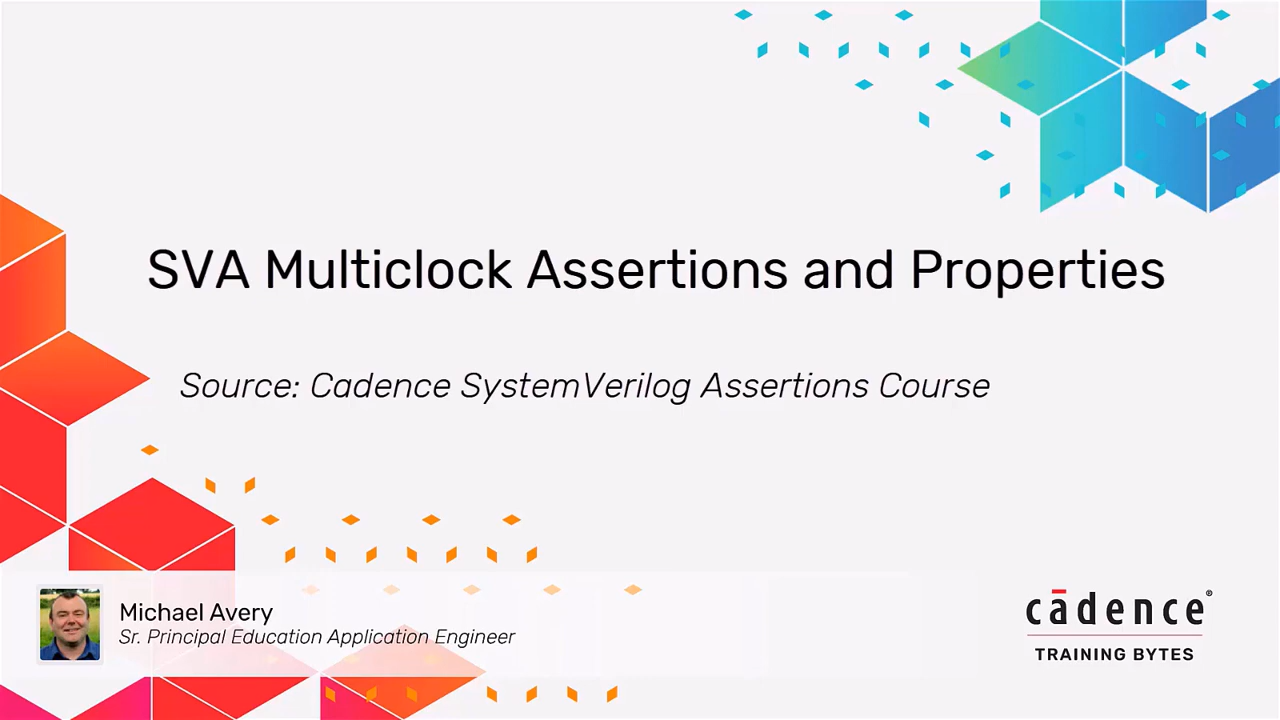 SVA Multiclock Assertions and Properties
Source: Cadence SystemVerilog Assertions Course
Michael Avery
Sr. Principal Education Application Engineer
cādence®
TRAINING BYTES